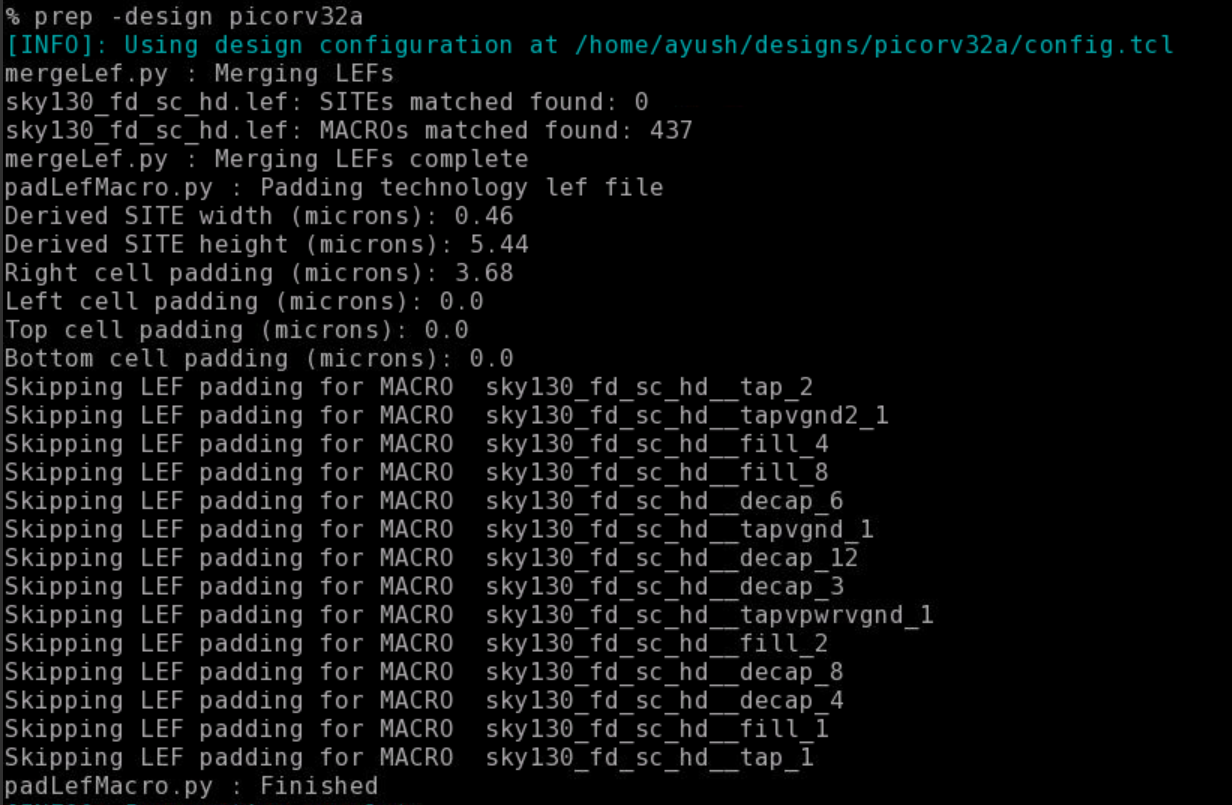 % prep -design picorv32a
[INFO]: Using design configuration at /home/ayush/designs/picorv32a/config.tcl
mergeLef.py : Merging LEFs
sky130_fd_sc_hd.lef: SITEs matched found: 0
sky130_fd_sc_hd.lef: MACROs matched found: 437
mergeLef.py : Merging LEFs complete
padLefMacro.py : Padding technology lef file
Derived SITE width (microns): 0.46
Derived SITE height (microns): 5.44
Right cell padding (microns): 3.68
Left cell padding (microns): 0.0
Top cell padding (microns): 0.0
Bottom cell padding (microns): 0.0
Skipping LEF padding for MACRO  sky130_fd_sc_hd__tap_2
Skipping LEF padding for MACRO  sky130_fd_sc_hd__tapvgnd2_1
Skipping LEF padding for MACRO  sky130_fd_sc_hd__fill_4
Skipping LEF padding for MACRO  sky130_fd_sc_hd__fill_8
Skipping LEF padding for MACRO  sky130_fd_sc_hd__decap_6
Skipping LEF padding for MACRO  sky130_fd_sc_hd__tapvgnd_1
Skipping LEF padding for MACRO  sky130_fd_sc_hd__decap_12
Skipping LEF padding for MACRO  sky130_fd_sc_hd__decap_3
Skipping LEF padding for MACRO  sky130_fd_sc_hd__tapvpwrvgnd_1
Skipping LEF padding for MACRO  sky130_fd_sc_hd__fill_2
Skipping LEF padding for MACRO  sky130_fd_sc_hd__decap_8
Skipping LEF padding for MACRO  sky130_fd_sc_hd__decap_4
Skipping LEF padding for MACRO  sky130_fd_sc_hd__fill_1
Skipping LEF padding for MACRO  sky130_fd_sc_hd__tap_1
padLefMacro.py : Finished